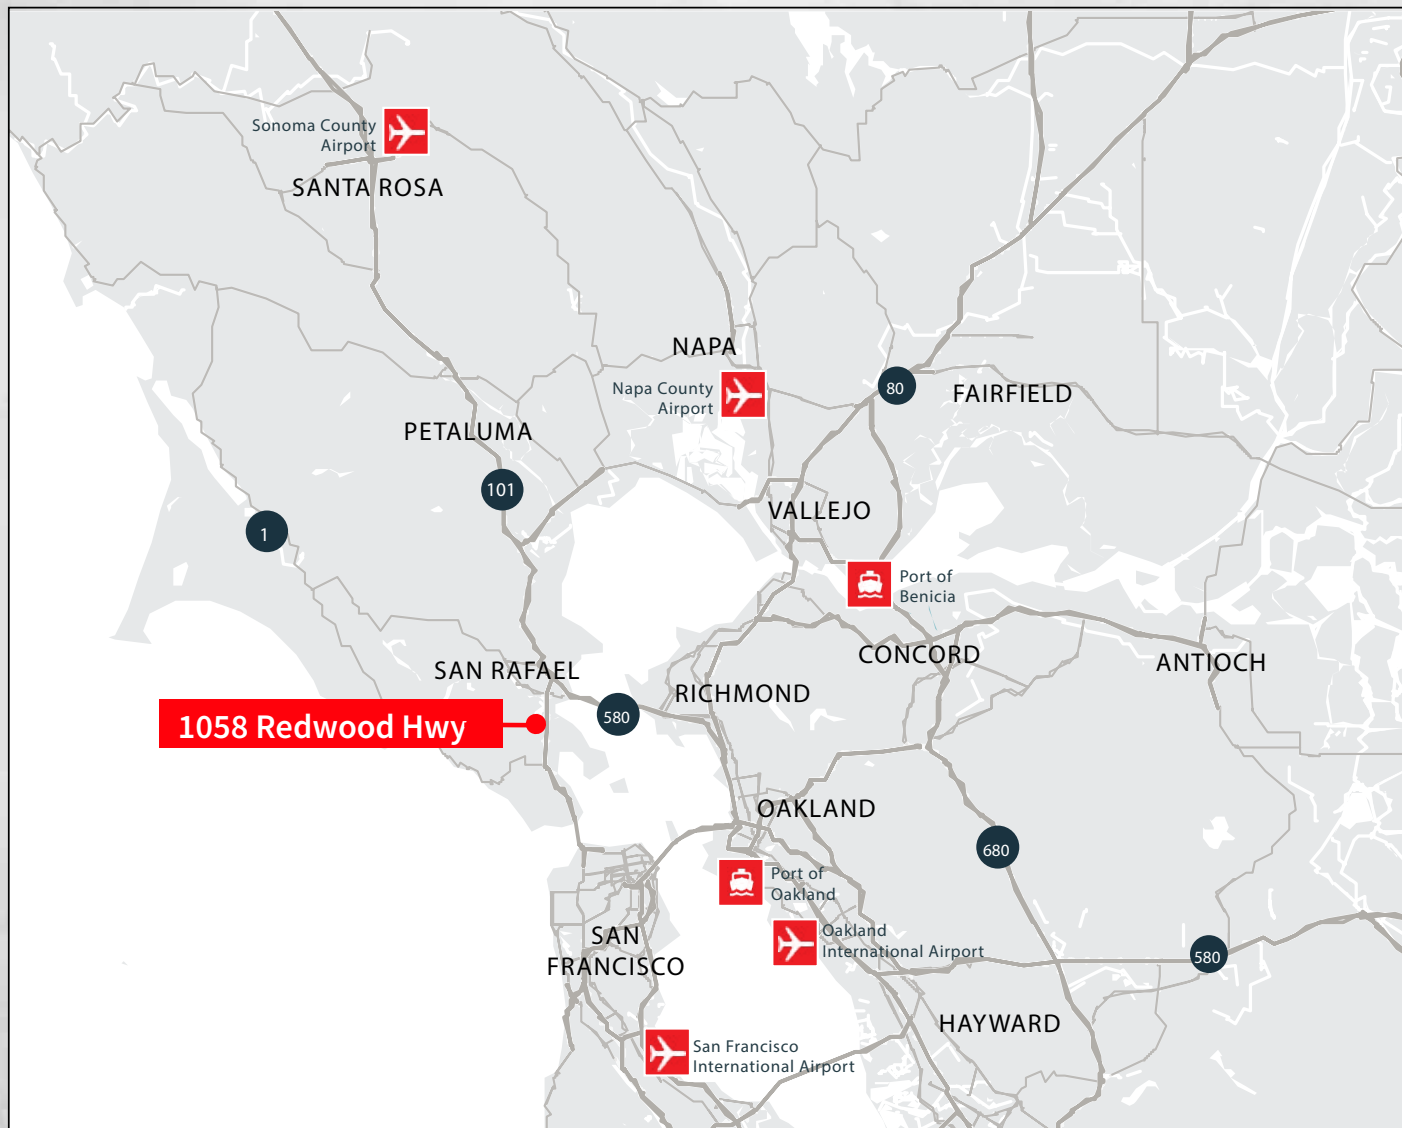 Sonoma County
Airport
SANTA ROSA
NAPA
Napa County
Airport
80
FAIRFIELD
PETALUMA
101
1
VALLEJO
Port of
Benicia
CONCORD
ANTIOCH
SAN RAFAEL
RICHMOND
580
1058 Redwood Hwy
OAKLAND
680
Port of
Oakland
Oakland
International Airport
SAN
FRANCISCO
580
HAYWARD
San Francisco
International Airport